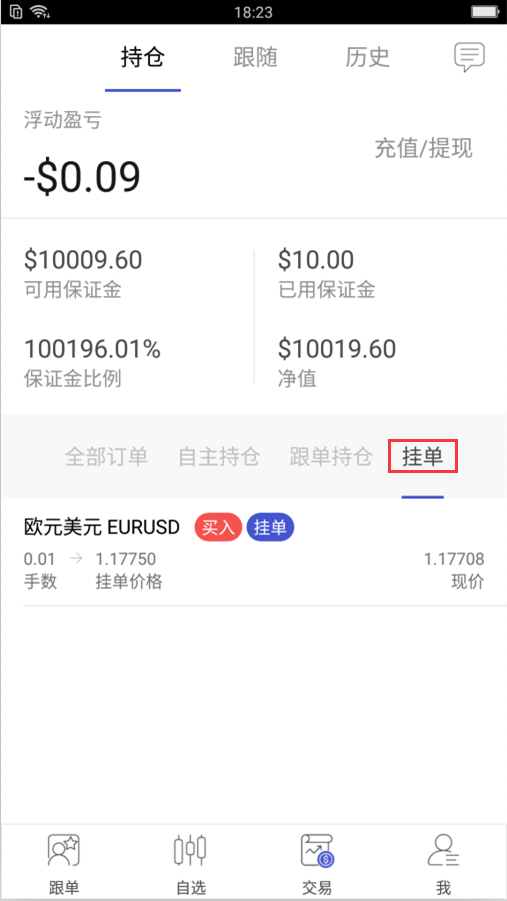 18:23
持仓 跟随 历史
浮动盈亏
充值/提现
-$0.09
$10009.60 $10.00
可用保证金 已用保证金
100196.01% $10019.60
保证金比例 净值
全部订单 自主持仓 跟单持仓 挂单
欧元美元 EURUSD 买入 挂单
0.01 → 1.17750 1.17708
手数 挂单价格 现价
跟单 自选 交易 我